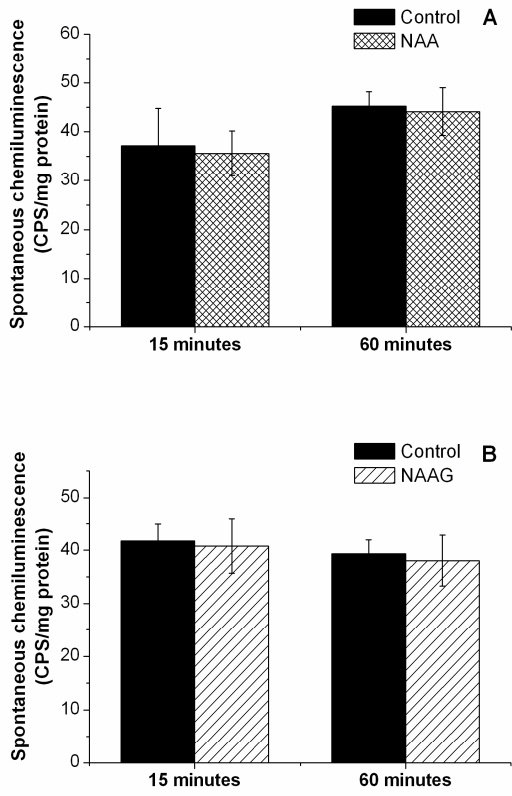 Control A
NAA
60
50
40
30
20
10
0
Spontaneous chemiluminescence
(CPS/mg protein)
15 minutes 60 minutes
Control B
NAAG
50
40
30
20
10
0
Spontaneous chemiluminescence
(CPS/mg protein)
15 minutes 60 minutes